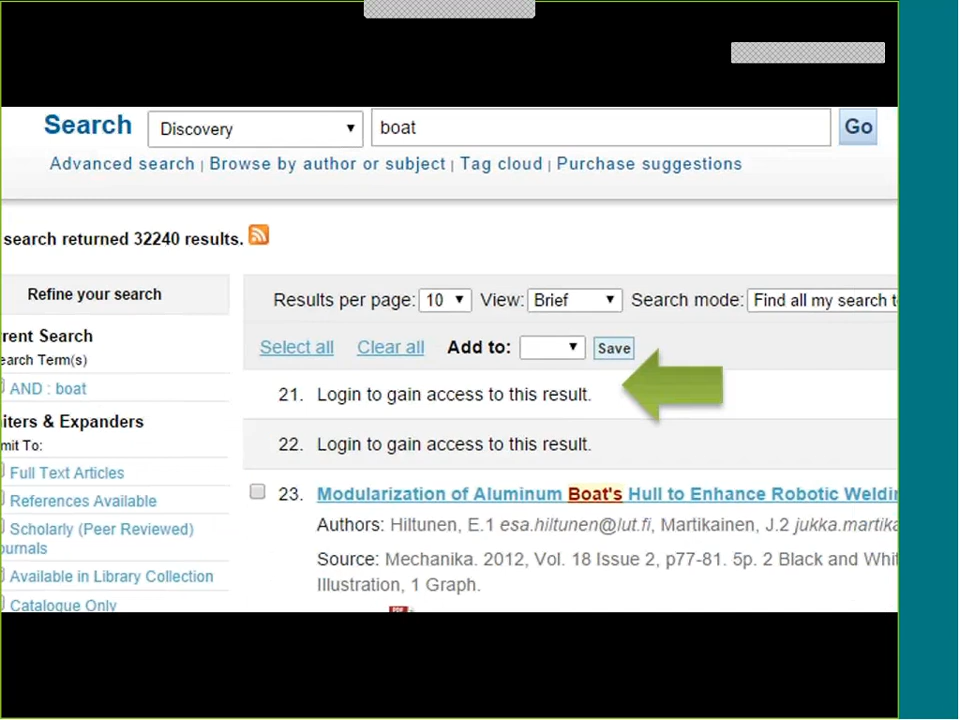 Search Discovery boat Go
Advanced search | Browse by author or subject | Tag cloud | Purchase suggestions
search returned 32240 results.
Refine your search
Results per page: 10 View: Brief Search mode: Find all my search t
rent Search
earch Term(s)
Select all Clear all Add to: Save
AND : boat
21. Login to gain access to this result.
iters & Expanders
mit To:
22. Login to gain access to this result.
Full Text Articles
References Available
23. Modularization of Aluminum Boat's Hull to Enhance Robotic Weldin
Scholarly (Peer Reviewed)
ournals
Authors: Hiltunen, E.1 esa.hiltunen@lut.fi, Martikainen, J.2 jukka.martika
Available in Library Collection
Source: Mechanika. 2012, Vol. 18 Issue 2, p77-81. 5p. 2 Black and Whi
Illustration, 1 Graph.
Catalogue Only
PDF